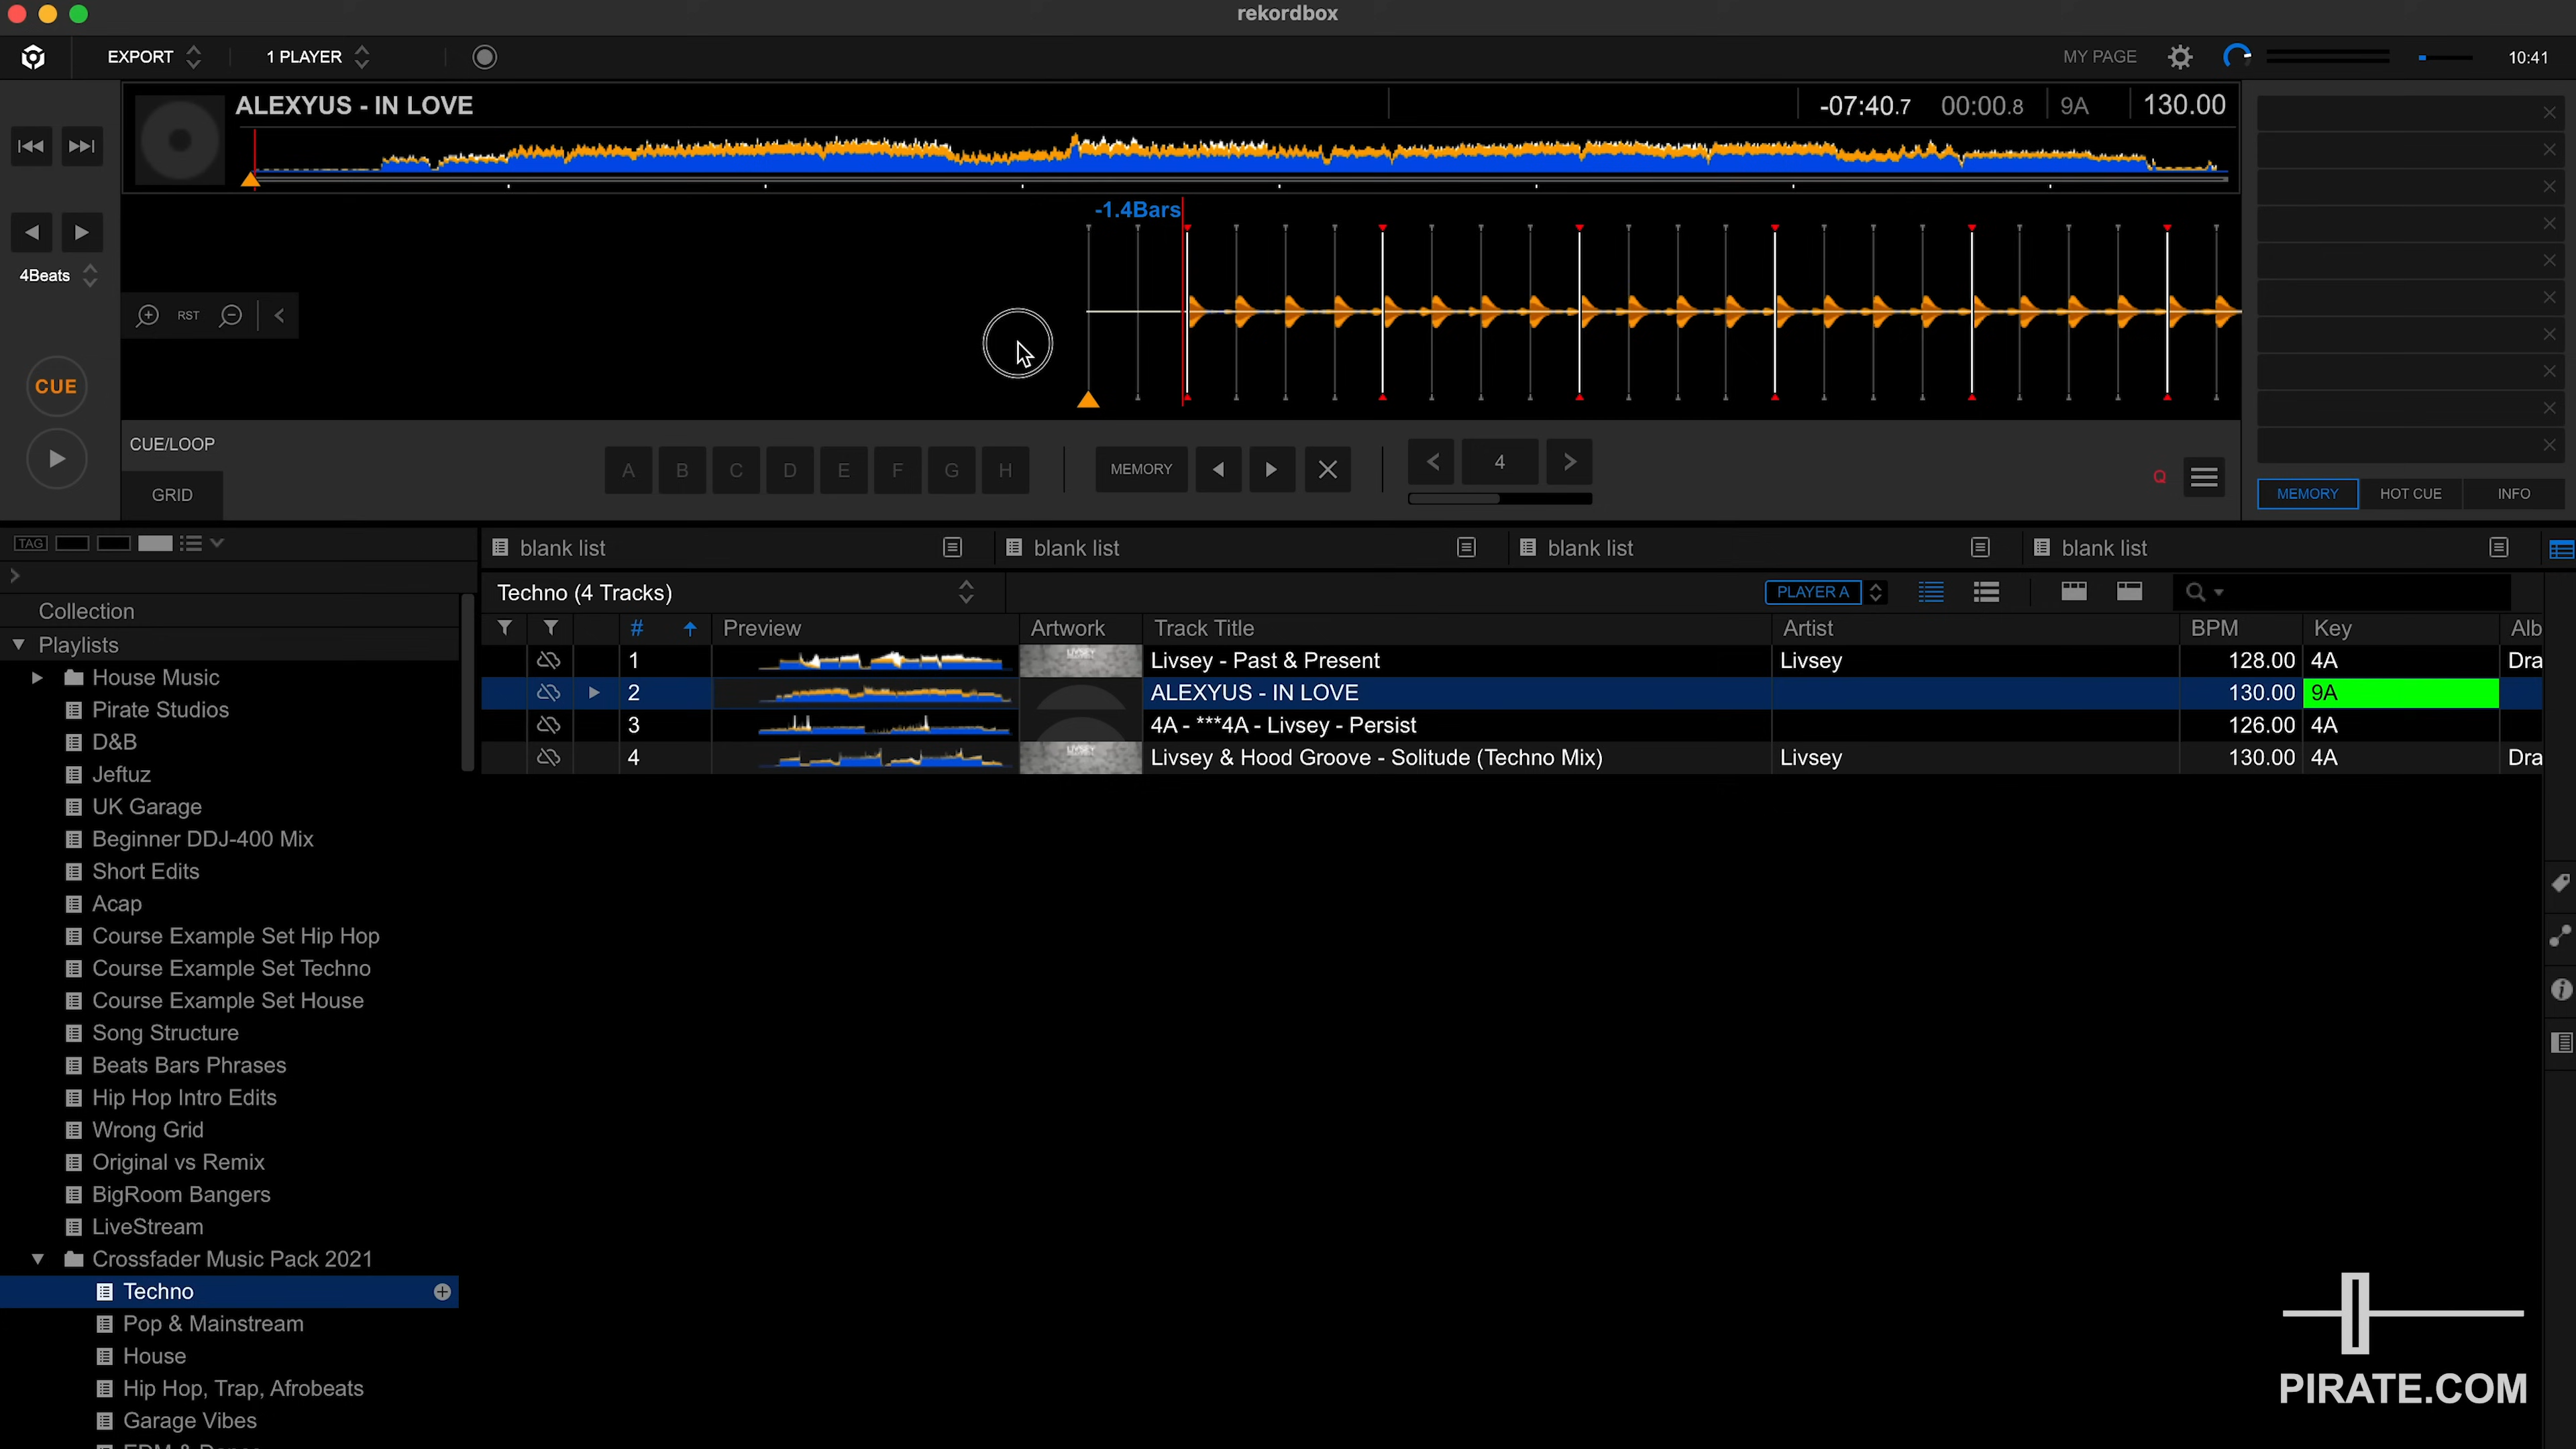 rekordbox
EXPORT 1 PLAYER MY PAGE 10:41
ALEXYUS - IN LOVE -07:40.7 00:00.8 9A 130.00
-1.4Bars
4Beats
RST
CUE
CUE/LOOP
A B C D E F G H MEMORY 4 Q
GRID MEMORY HOT CUE INFO
TAG blank list blank list blank list blank list
Techno (4 Tracks) PLAYER A
Collection
# Preview Artwork Track Title Artist BPM Key Alb
Playlists
1 LIVSEY Livsey - Past & Present Livsey 128.00 4A Dra
House Music
2 ALEXYUS - IN LOVE 130.00 9A
Pirate Studios
3 4A - ***4A - Livsey - Persist 126.00 4A
D&B
4 LIVSEY Livsey & Hood Groove - Solitude (Techno Mix) Livsey 130.00 4A Dra
Jeftuz
UK Garage
Beginner DDJ-400 Mix
Short Edits
Acap
Course Example Set Hip Hop
Course Example Set Techno
Course Example Set House
Song Structure
Beats Bars Phrases
Hip Hop Intro Edits
Wrong Grid
Original vs Remix
BigRoom Bangers
LiveStream
Crossfader Music Pack 2021
Techno
Pop & Mainstream
House
Hip Hop, Trap, Afrobeats
Garage Vibes
PIRATE.COM